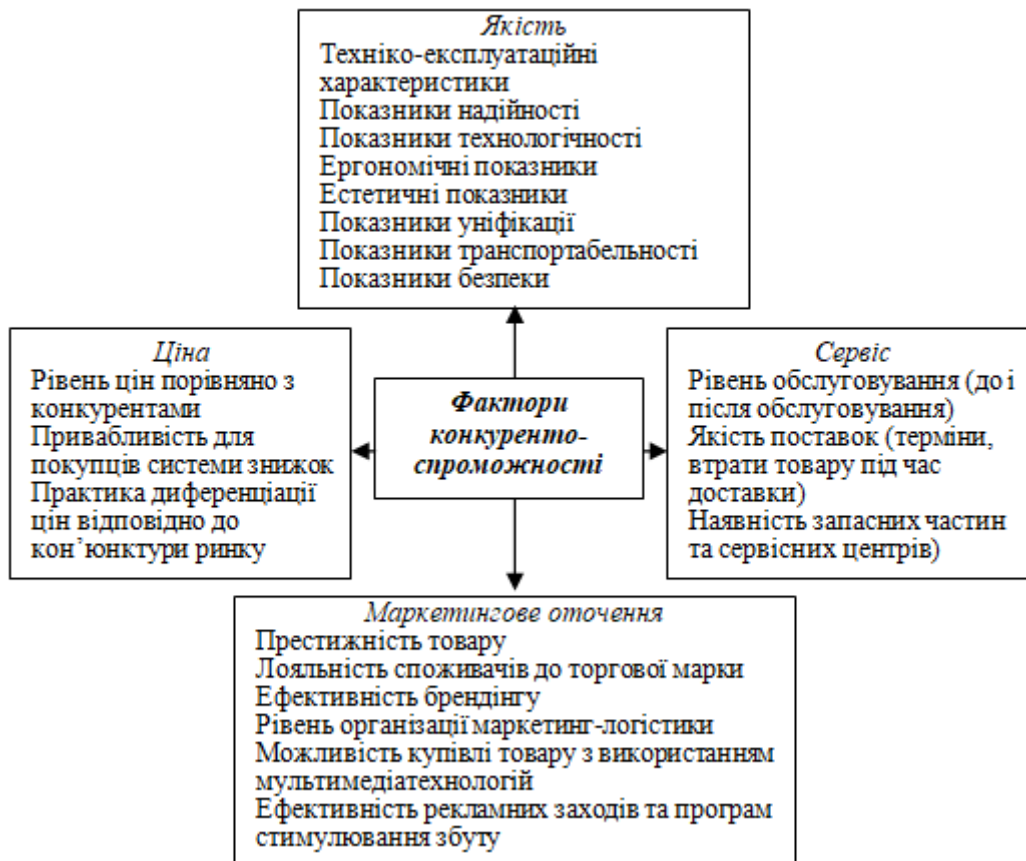 Якість
Техніко-експлуатаційні
характеристики
Показники надійності
Показники технологічності
Ергономічні показники
Естетичні показники
Показники уніфікації
Показники транспортабельності
Показники безпеки
Ціна
Рівень цін порівняно з
конкурентами
Привабливість для
покупців системи знижок
Практика диференціації
цін відповідно до
кон’юнктури ринку
Фактори
конкуренто-
спроможності
Сервіс
Рівень обслуговування (до і
після обслуговування)
Якість поставок (терміни,
втрати товару під час
доставки)
Наявність запасних частин
та сервісних центрів)
Маркетингове оточення
Престижність товару
Лояльність споживачів до торгової марки
Ефективність брендінгу
Рівень організації маркетинг-логістики
Можливість купівлі товару з використанням
мультимедіатехнологій
Ефективність рекламних заходів та програм
стимулювання збуту